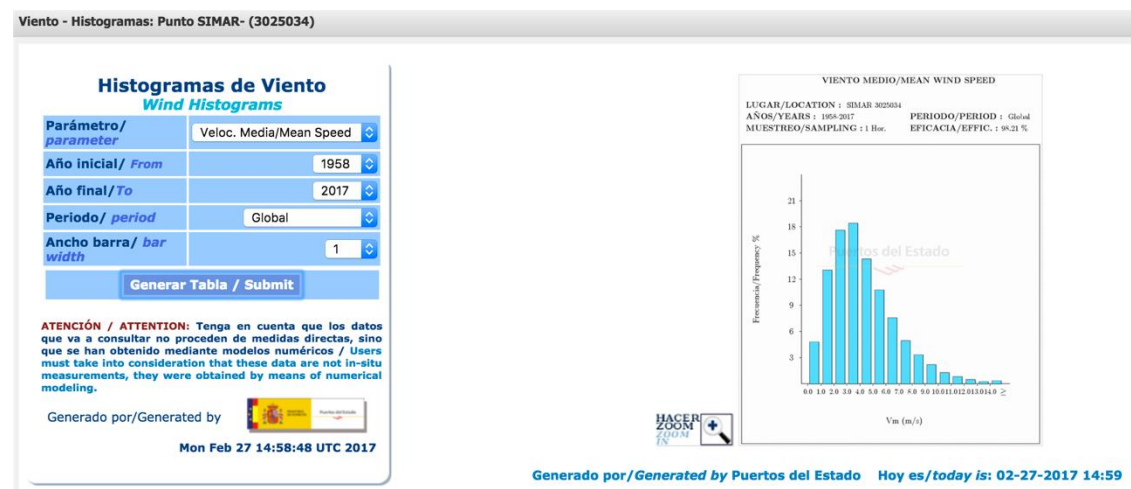 Viento - Histogramas: Punto SIMAR- (3025034)
Histogramas de Viento
Wind Histograms
Parámetro/ parameter
Veloc. Media/Mean Speed
Año inicial/ From
1958
Año final/To
2017
Periodo/ period
Global
Ancho barra/ bar width
1
Generar Tabla / Submit
ATENCIÓN / ATTENTION: Tenga en cuenta que los datos
que va a consultar no proceden de medidas directas, sino
que se han obtenido mediante modelos numéricos / Users
must take into consideration that these data are not in-situ
measurements, they were obtained by means of numerical
modeling.
Generado por/Generated by
Mon Feb 27 14:58:48 UTC 2017
VIENTO MEDIO/MEAN WIND SPEED
LUGAR/LOCATION : SIMAR 3025034
AÑOS/YEARS : 1958-2017 PERIODO/PERIOD : Global
MUESTREO/SAMPLING : 1 Hor. EFICACIA/EFFIC. : 98.21 %
21
18
15
12
9
6
3
Frecuencia/Frequency %
Puertos del Estado
0.0 1.0 2.0 3.0 4.0 5.0 6.0 7.0 8.0 9.0 10.0 11.0 12.0 13.0 14.0 ≥
Vm (m/s)
HACER
ZOOM
ZOOM
IN
Generado por/Generated by Puertos del Estado Hoy es/today is: 02-27-2017 14:59